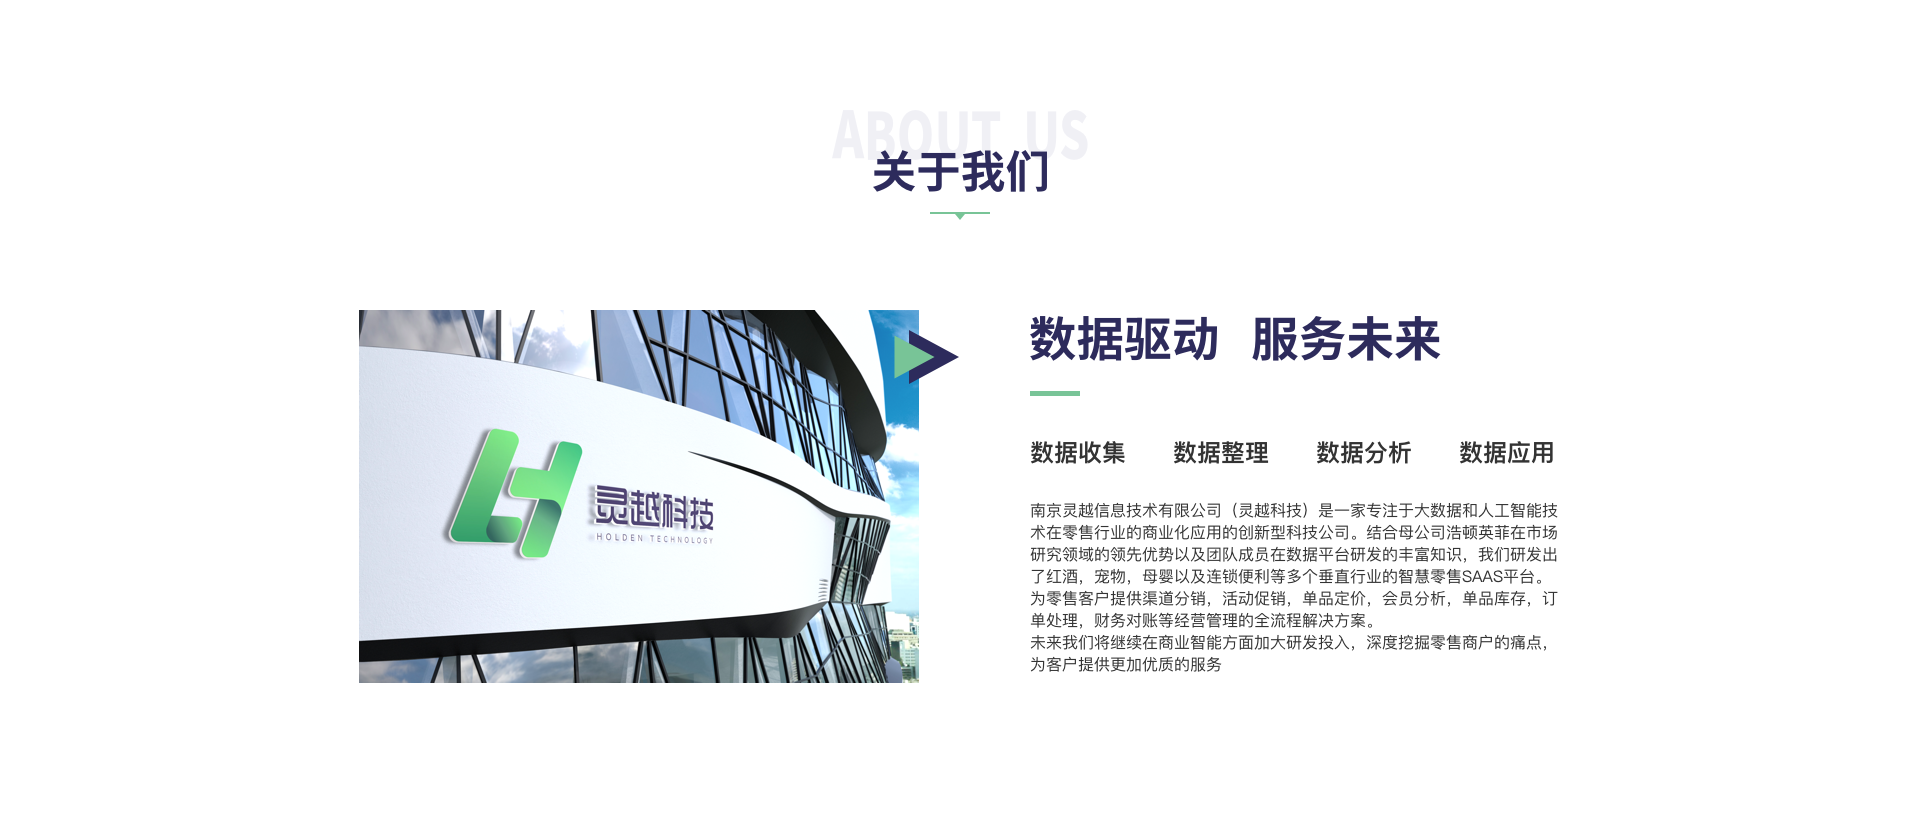 ABOUT US
关于我们
灵越科技
HOLDEN TECHNOLOGY
数据驱动 服务未来
数据收集 数据整理 数据分析 数据应用
南京灵越信息技术有限公司（灵越科技）是一家专注于大数据和人工智能技
术在零售行业的商业化应用的创新型科技公司。结合母公司浩顿英菲在市场
研究领域的领先优势以及团队成员在数据平台研发的丰富知识，我们研发出
了红酒，宠物，母婴以及连锁便利等多个垂直行业的智慧零售SAAS平台。
为零售客户提供渠道分销，活动促销，单品定价，会员分析，单品库存，订
单处理，财务对账等经营管理的全流程解决方案。
未来我们将继续在商业智能方面加大研发投入，深度挖掘零售商户的痛点，
为客户提供更加优质的服务